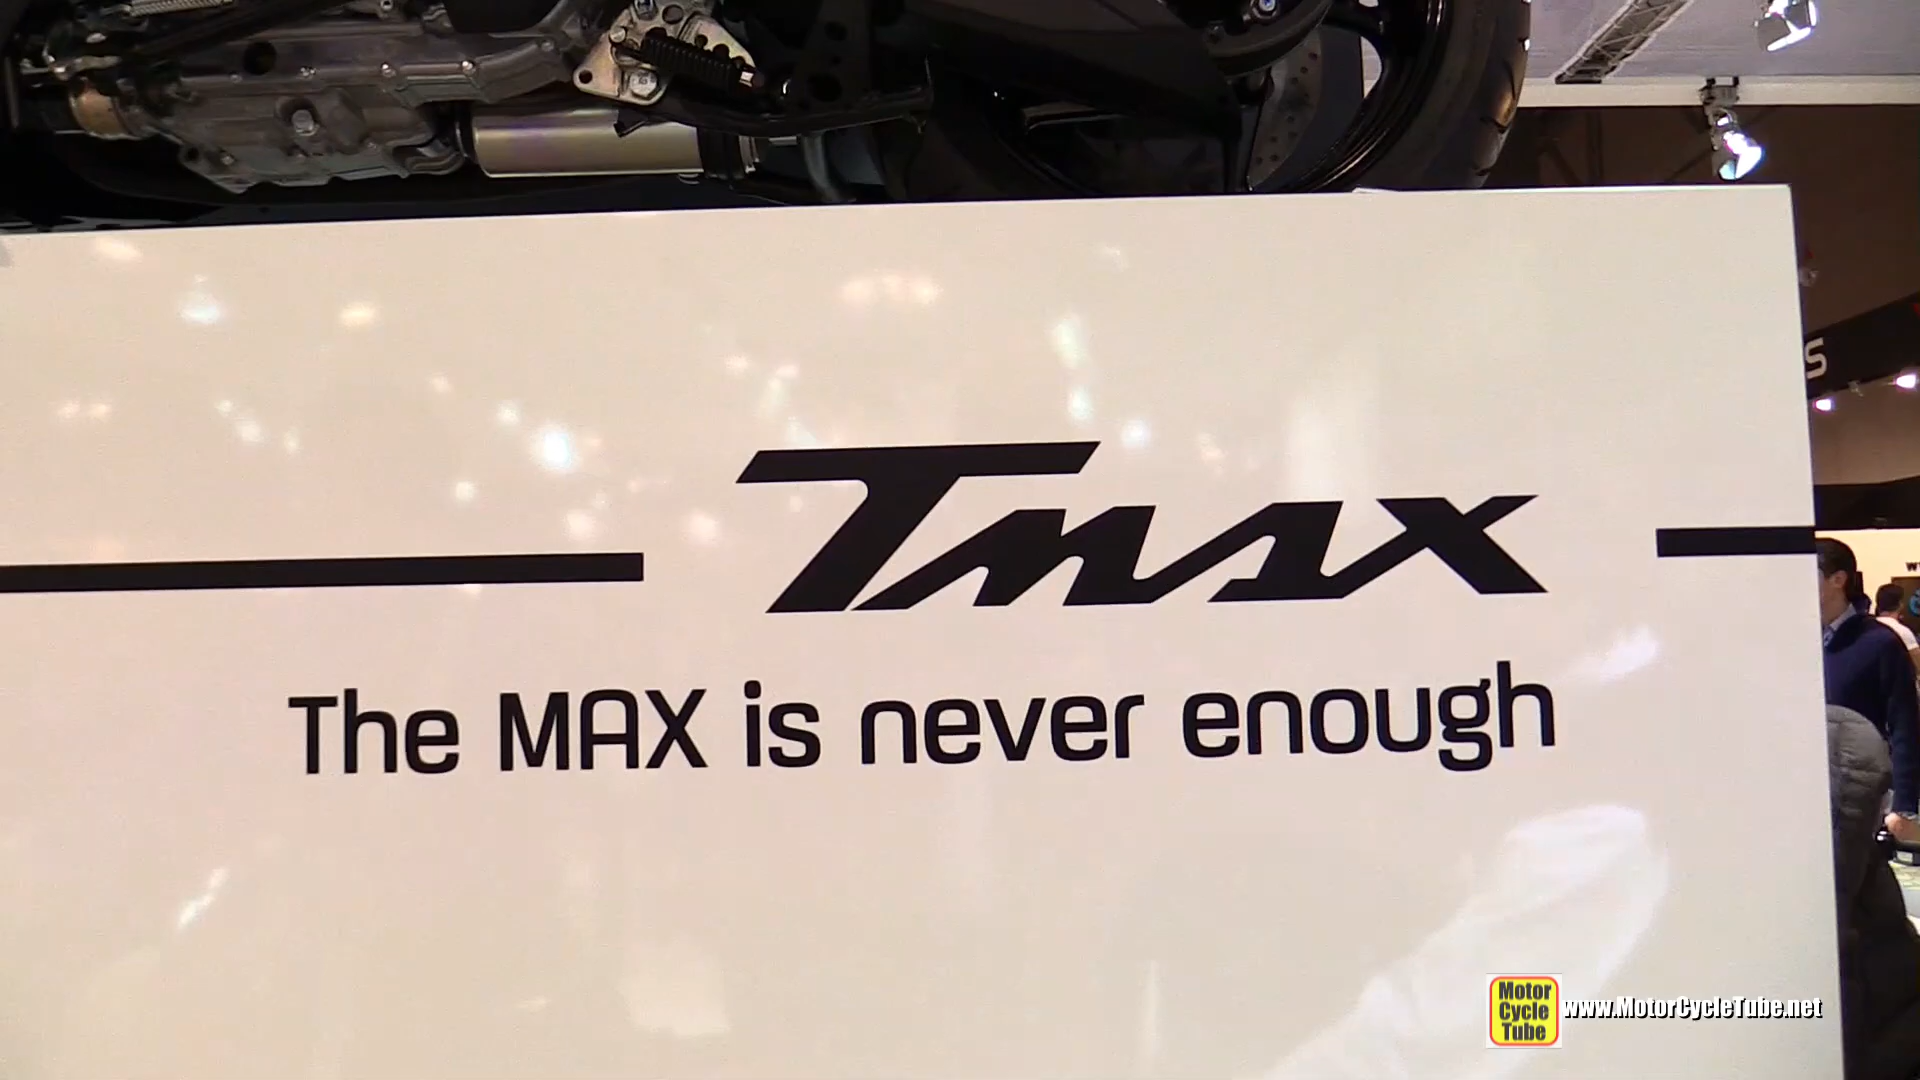 S
Tmax
The MAX is never enough
Motor
Cycle
Tube
www.MotorCycleTube.net